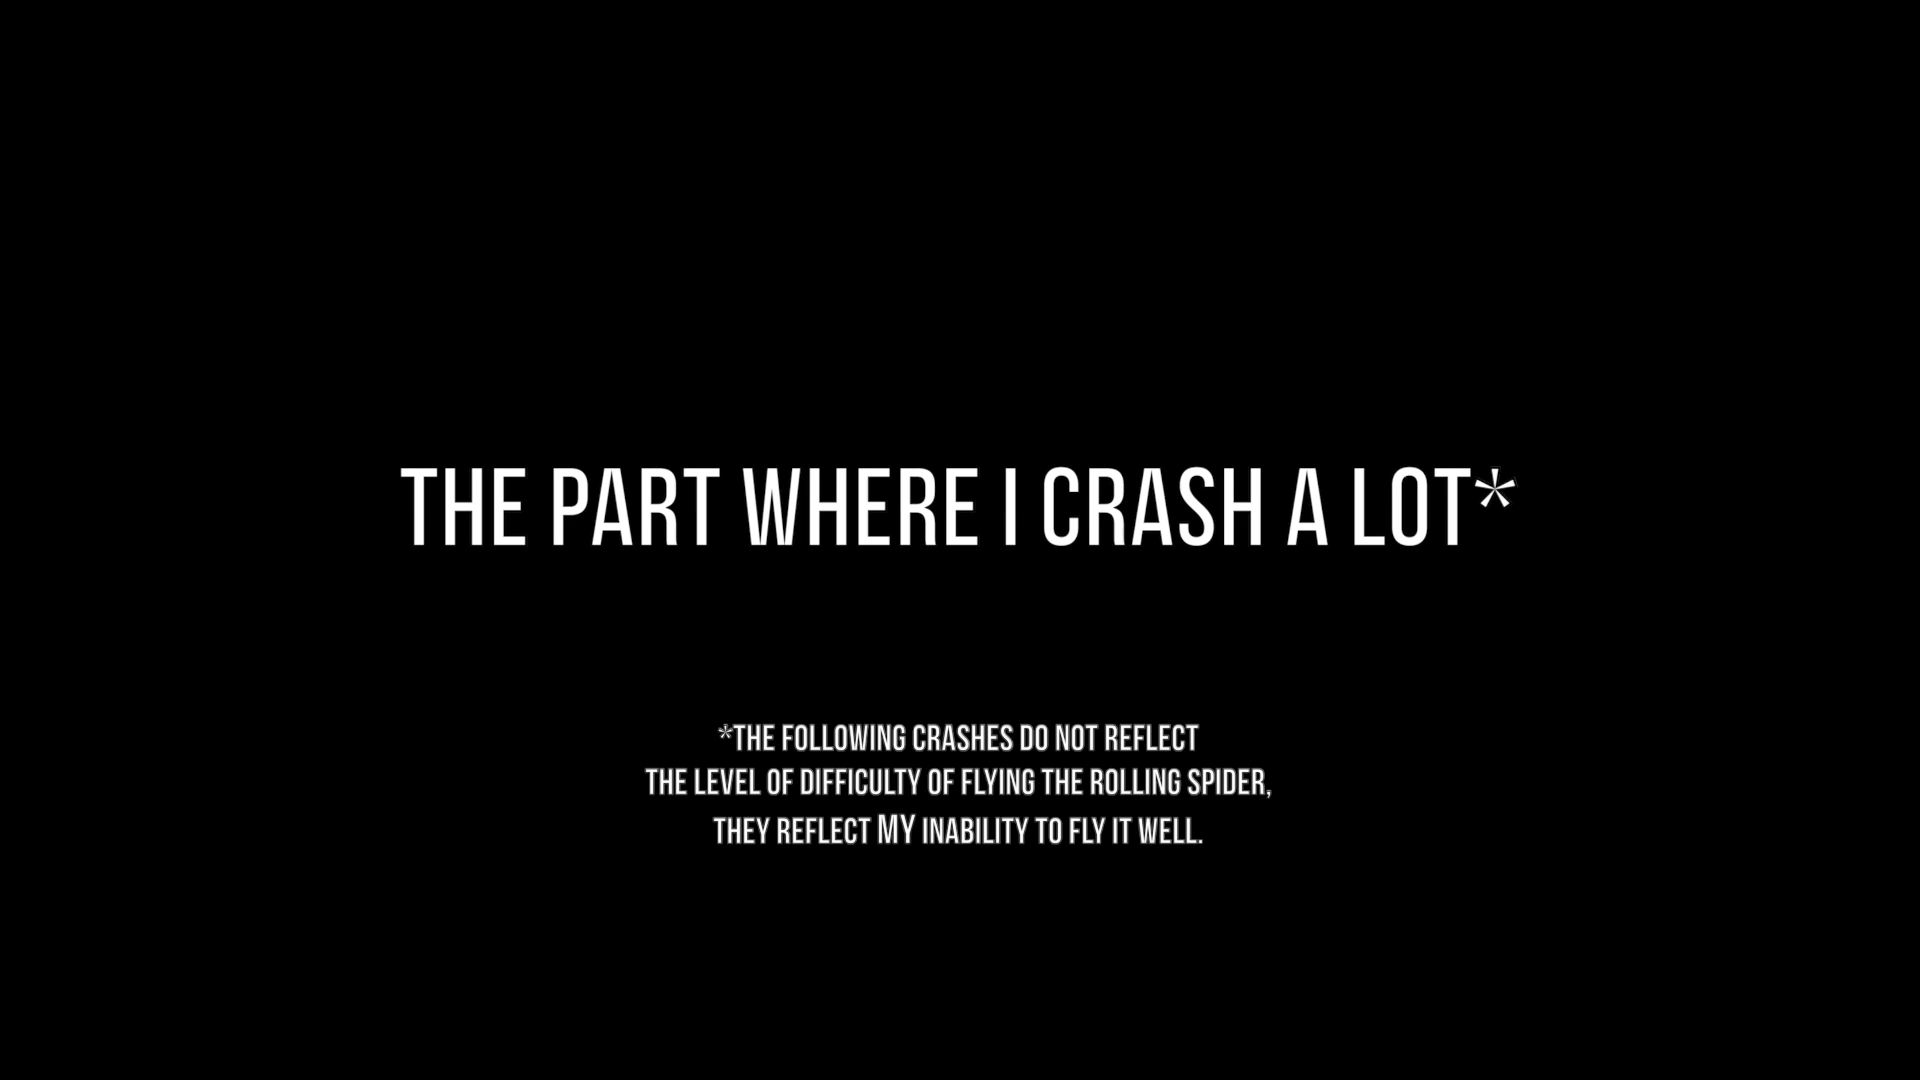 THE PART WHERE I CRASH A LOT*
*THE FOLLOWING CRASHES DO NOT REFLECT
THE LEVEL OF DIFFICULTY OF FLYING THE ROLLING SPIDER,
THEY REFLECT MY INABILITY TO FLY IT WELL.